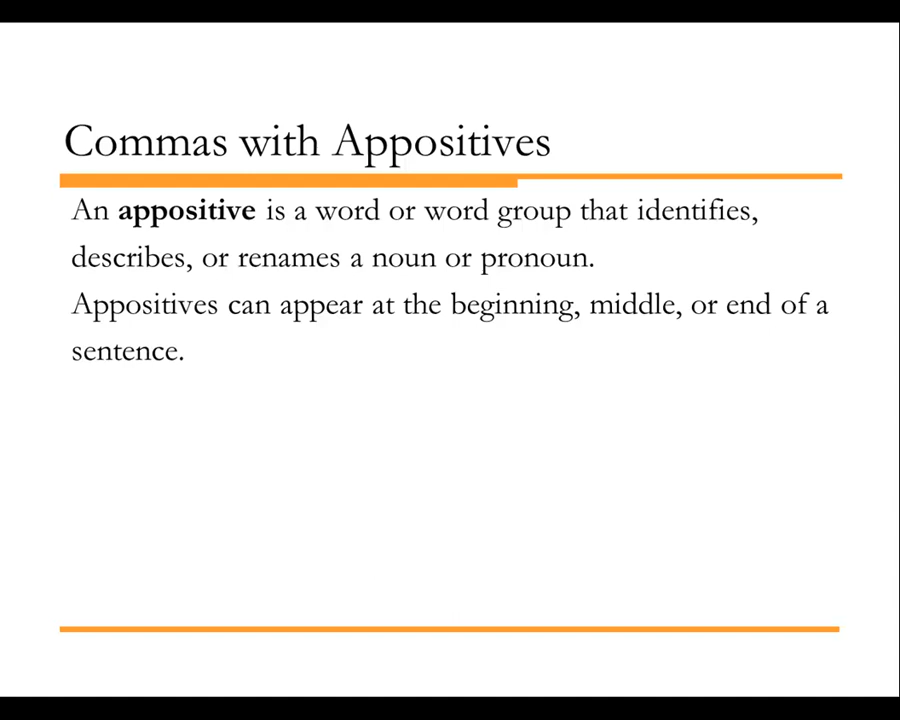 Commas with Appositives
An appositive is a word or word group that identifies,
describes, or renames a noun or pronoun.
Appositives can appear at the beginning, middle, or end of a
sentence.